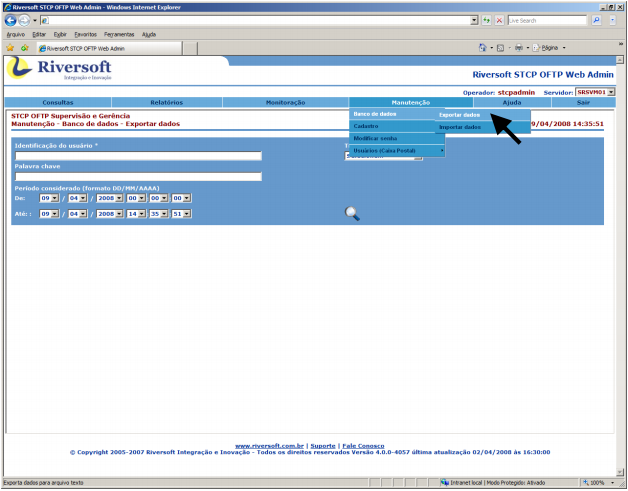 Riversoft STCP OFTP Web Admin - Windows Internet Explorer
Live Search
Arquivo Editar Exibir Favoritos Ferramentas Ajuda
Riversoft STCP OFTP Web Admin
Página
Riversoft
Integração e Inovação
Riversoft STCP OFTP Web Admin
Operador: stcpadmin Servidor: SRSVM01
Consultas Relatórios Monitoração Manutenção Ajuda Sair
STCP OFTP Supervisão e Gerência
Manutenção - Banco de dados - Exportar dados
9/04/2008 14:35:51
Banco de dados Exportar dados
Cadastro Importar dados
Modificar senha
Usuários (Caixa Postal)
Identificação do usuário *
Palavra chave
Período considerado (formato DD/MM/AAAA)
De: 09 / 04 / 2008 00 00 00
Até: : 09 / 04 / 2008 14 35 51
www.riversoft.com.br | Suporte | Fale Conosco
© Copyright 2005-2007 Riversoft Integração e Inovação - Todos os direitos reservados Versão 4.0.0-4057 última atualização 02/04/2008 às 16:30:00
Exporta dados para arquivo texto
Intranet local | Modo Protegido: Ativado
100%